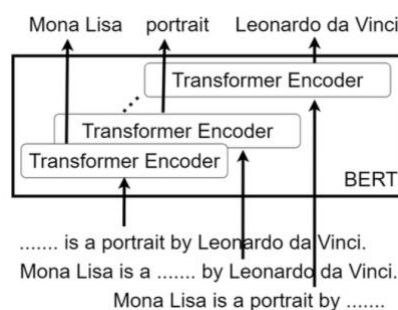 Mona Lisa portrait Leonardo da Vinci
Transformer Encoder
Transformer Encoder
Transformer Encoder
BERT
....... is a portrait by Leonardo da Vinci.
Mona Lisa is a ....... by Leonardo da Vinci.
Mona Lisa is a portrait by .......